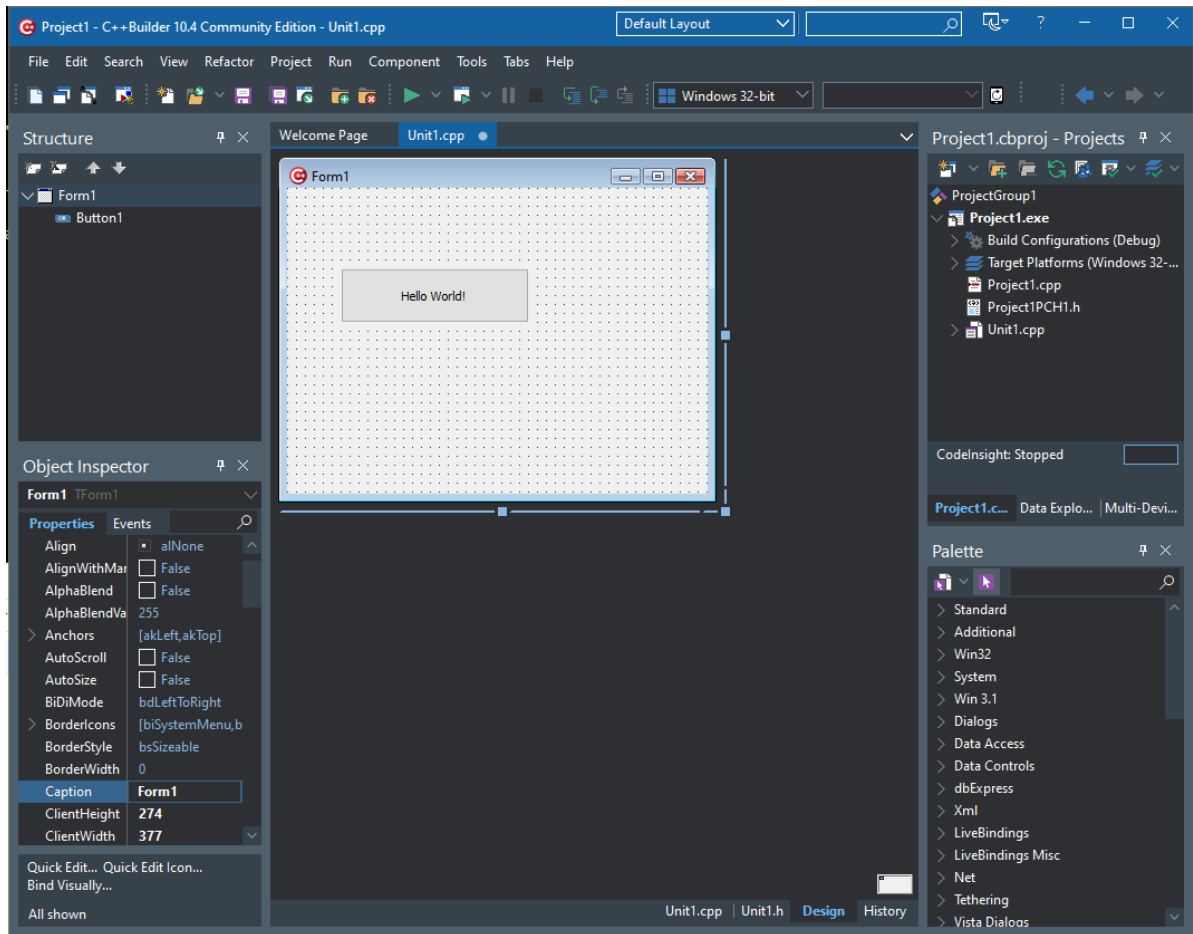 Project1 - C++Builder 10.4 Community Edition - Unit1.cpp
Default Layout
?
File Edit Search View Refactor Project Run Component Tools Tabs Help
Windows 32-bit
Structure
Form1
Button1
Object Inspector
Form1 TForm1
Properties Events
Align alNone
AlignWithMar False
AlphaBlend False
AlphaBlendVa 255
Anchors [akLeft,akTop]
AutoScroll False
AutoSize False
BiDiMode bdLeftToRight
BorderIcons [biSystemMenu,b
BorderStyle bsSizeable
BorderWidth 0
Caption Form1
ClientHeight 274
ClientWidth 377
Quick Edit... Quick Edit Icon...
Bind Visually...
All shown
Welcome Page Unit1.cpp
Form1
Hello World!
Unit1.cpp Unit1.h Design History
Project1.cbproj - Projects
ProjectGroup1
Project1.exe
Build Configurations (Debug)
Target Platforms (Windows 32-...
Project1.cpp
Project1PCH1.h
Unit1.cpp
CodeInsight: Stopped
Project1.c... Data Explo... Multi-Devi...
Palette
Standard
Additional
Win32
System
Win 3.1
Dialogs
Data Access
Data Controls
dbExpress
Xml
LiveBindings
LiveBindings Misc
Net
Tethering
Vista Dialogs